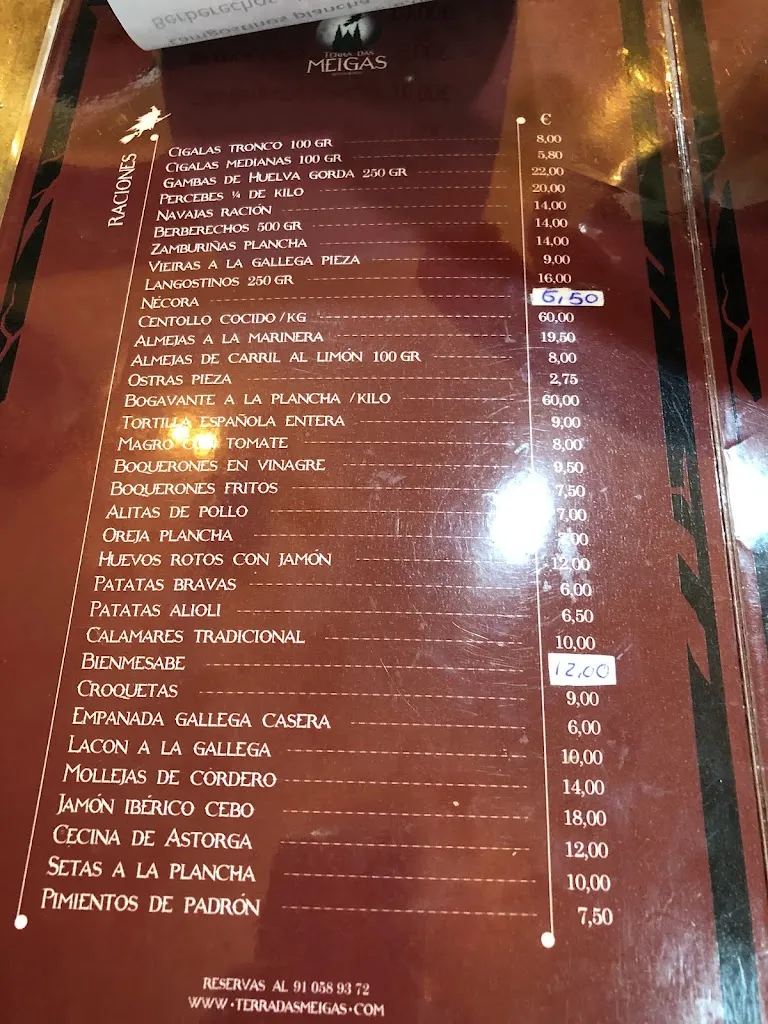 Berberechos
Langostinos plancha
TERRA DAS
MEIGAS
RACIONES
€
CIGALAS TRONCO 100 GR 8,00
CIGALAS MEDIANAS 100 GR 5,80
GAMBAS DE HUELVA GORDA 250 GR 22,00
PERCEBES ¼ DE KILO 20,00
NAVAJAS RACIÓN 14,00
BERBERECHOS 500 GR 14,00
ZAMBURIÑAS PLANCHA 14,00
VIEIRAS A LA GALLEGA PIEZA 9,00
LANGOSTINOS 250 GR 16,00
NÉCORA 6,50
CENTOLLO COCIDO /KG 60,00
ALMEJAS A LA MARINERA 19,50
ALMEJAS DE CARRIL AL LIMÓN 100 GR 8,00
OSTRAS PIEZA 2,75
BOGAVANTE A LA PLANCHA /KILO 60,00
TORTILLA ESPAÑOLA ENTERA 9,00
MAGRO CON TOMATE 8,00
BOQUERONES EN VINAGRE 9,50
BOQUERONES FRITOS 7,50
ALITAS DE POLLO 7,00
OREJA PLANCHA
HUEVOS ROTOS CON JAMÓN 12,00
PATATAS BRAVAS 6,00
PATATAS ALIOLI 6,50
CALAMARES TRADICIONAL 10,00
BIENMESABE 12,00
CROQUETAS 9,00
EMPANADA GALLEGA CASERA 6,00
LACON A LA GALLEGA 10,00
MOLLEJAS DE CÒRDERO 14,00
JAMÓN IBÉRICO CEBO 18,00
CECINA DE ASTORGA 12,00
SETAS A LA PLANCHA 10,00
PIMIENTOS DE PADRÓN 7,50
RESERVAS AL 91 058 93 72
WWW·TERRADASMEIGAS·COM